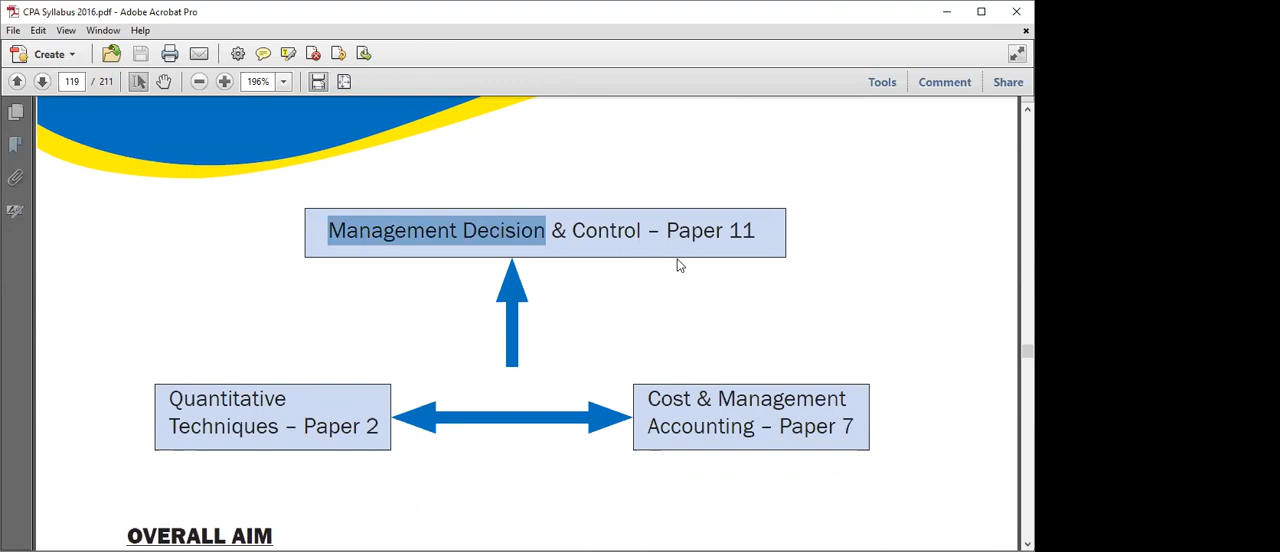 CPA Syllabus 2016.pdf - Adobe Acrobat Pro
File Edit View Window Help
Create
119 / 211 196% Tools Comment Share
Management Decision & Control – Paper 11
Quantitative
Techniques – Paper 2
Cost & Management
Accounting – Paper 7
OVERALL AIM